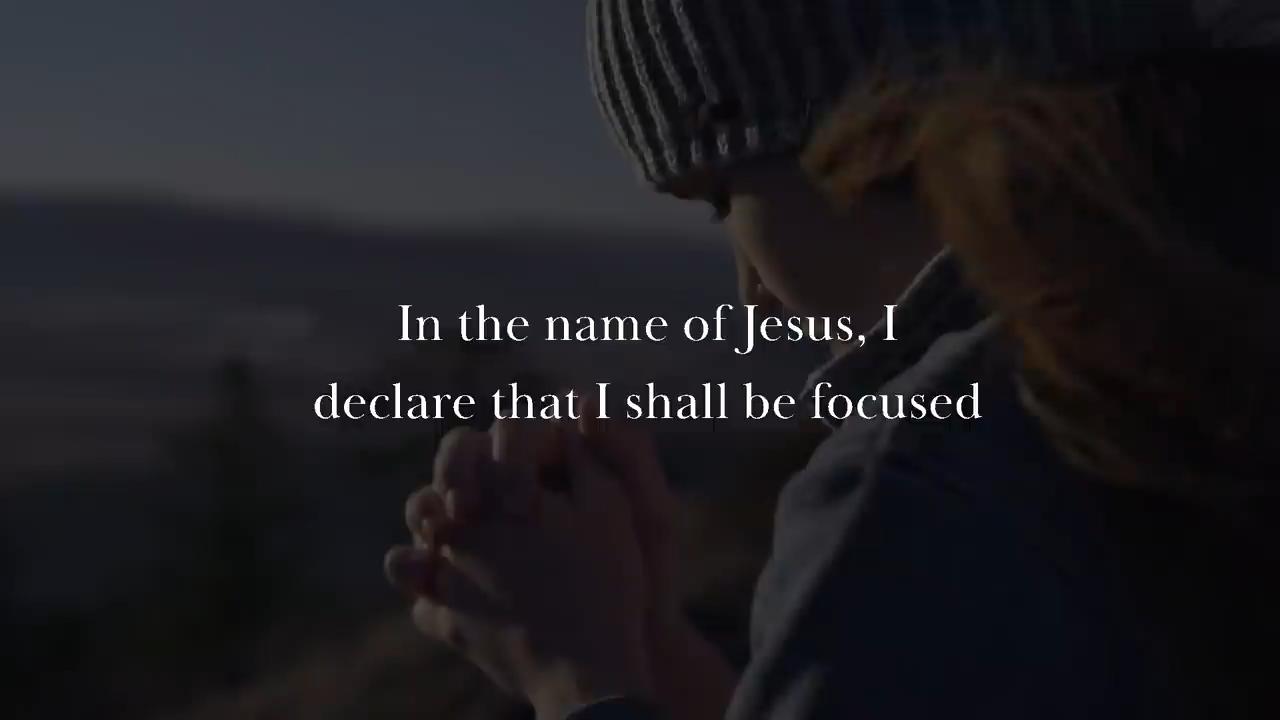 In the name of Jesus, I
declare that I shall be focused